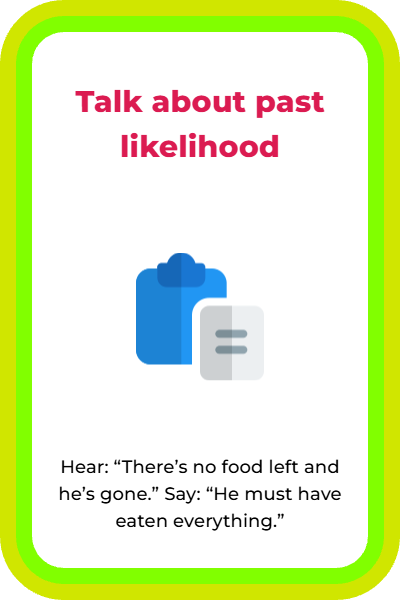 Talk about past
likelihood
Hear: “There’s no food left and
he’s gone.” Say: “He must have
eaten everything.”